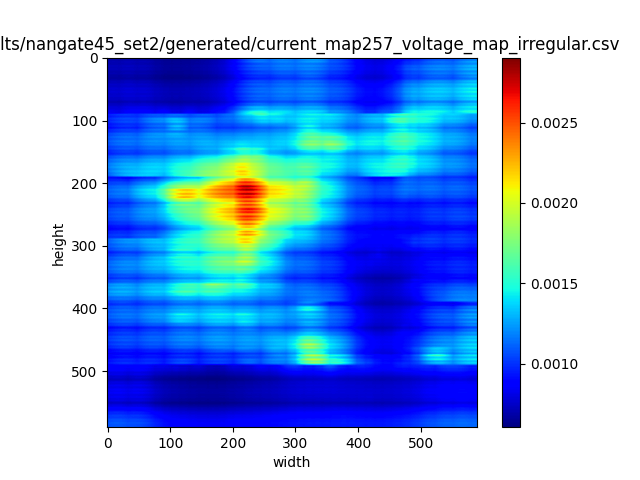 lts/nangate45_set2/generated/current_map257_voltage_map_irregular.csv
0
100
200
300
400
500
height
0 100 200 300 400 500
width
0.0025
0.0020
0.0015
0.0010